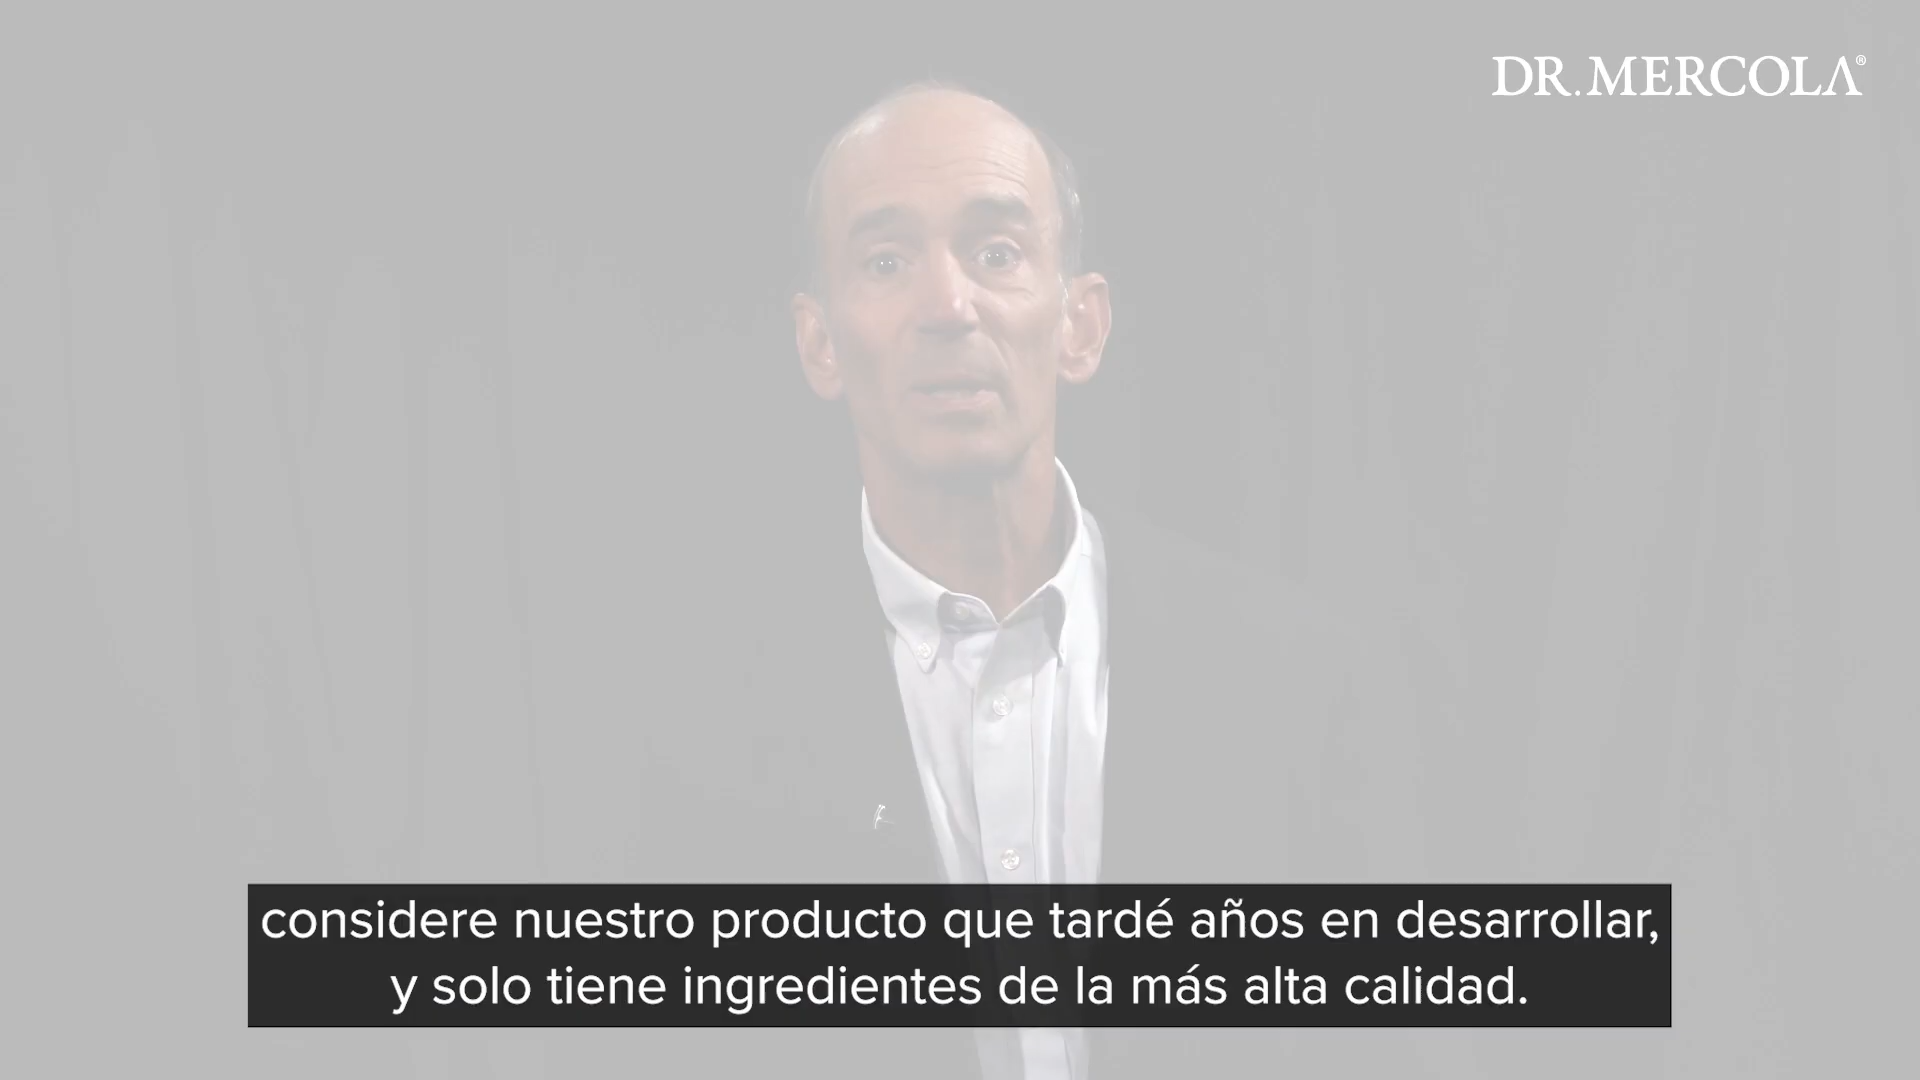 DR. MERCOLA®
considere nuestro producto que tardé años en desarrollar,
y solo tiene ingredientes de la más alta calidad.